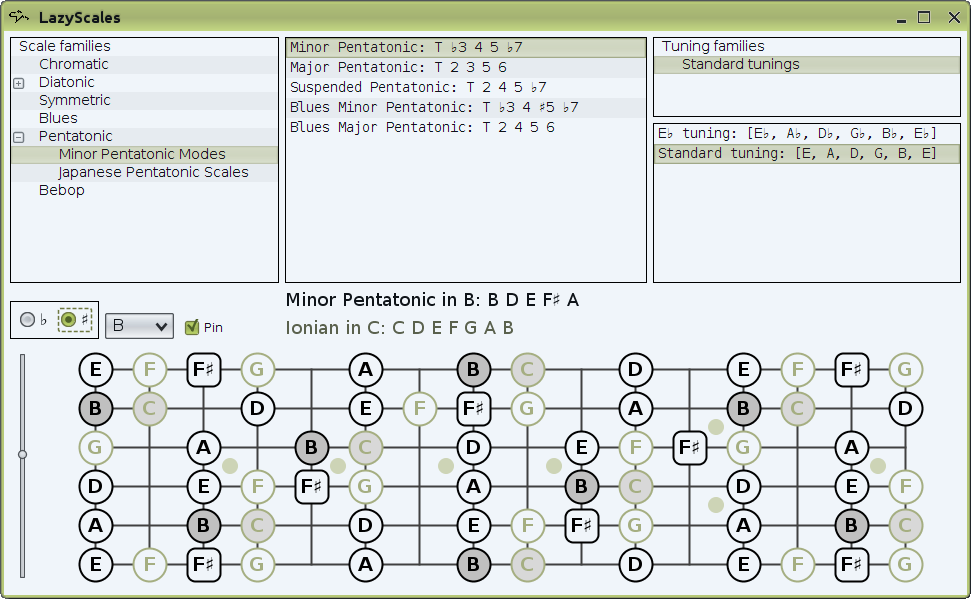 LazyScales
Scale families
Chromatic
Diatonic
Symmetric
Blues
Pentatonic
Minor Pentatonic Modes
Japanese Pentatonic Scales
Bebop
Minor Pentatonic: T ♭3 4 5 ♭7
Major Pentatonic: T 2 3 5 6
Suspended Pentatonic: T 2 4 5 ♭7
Blues Minor Pentatonic: T ♭3 4 ♯5 ♭7
Blues Major Pentatonic: T 2 4 5 6
Tuning families
Standard tunings
E♭ tuning: [E♭, A♭, D♭, G♭, B♭, E♭]
Standard tuning: [E, A, D, G, B, E]
♭ ♯
B
Pin
Minor Pentatonic in B: B D E F♯ A
Ionian in C: C D E F G A B
E F F♯ G A B C D E F F♯ G
B C D E F F♯ G A B C D
G A B C D E F F♯ G A
D E F F♯ G A B C D E F
A B C D E F F♯ G A B C
E F F♯ G A B C D E F F♯ G